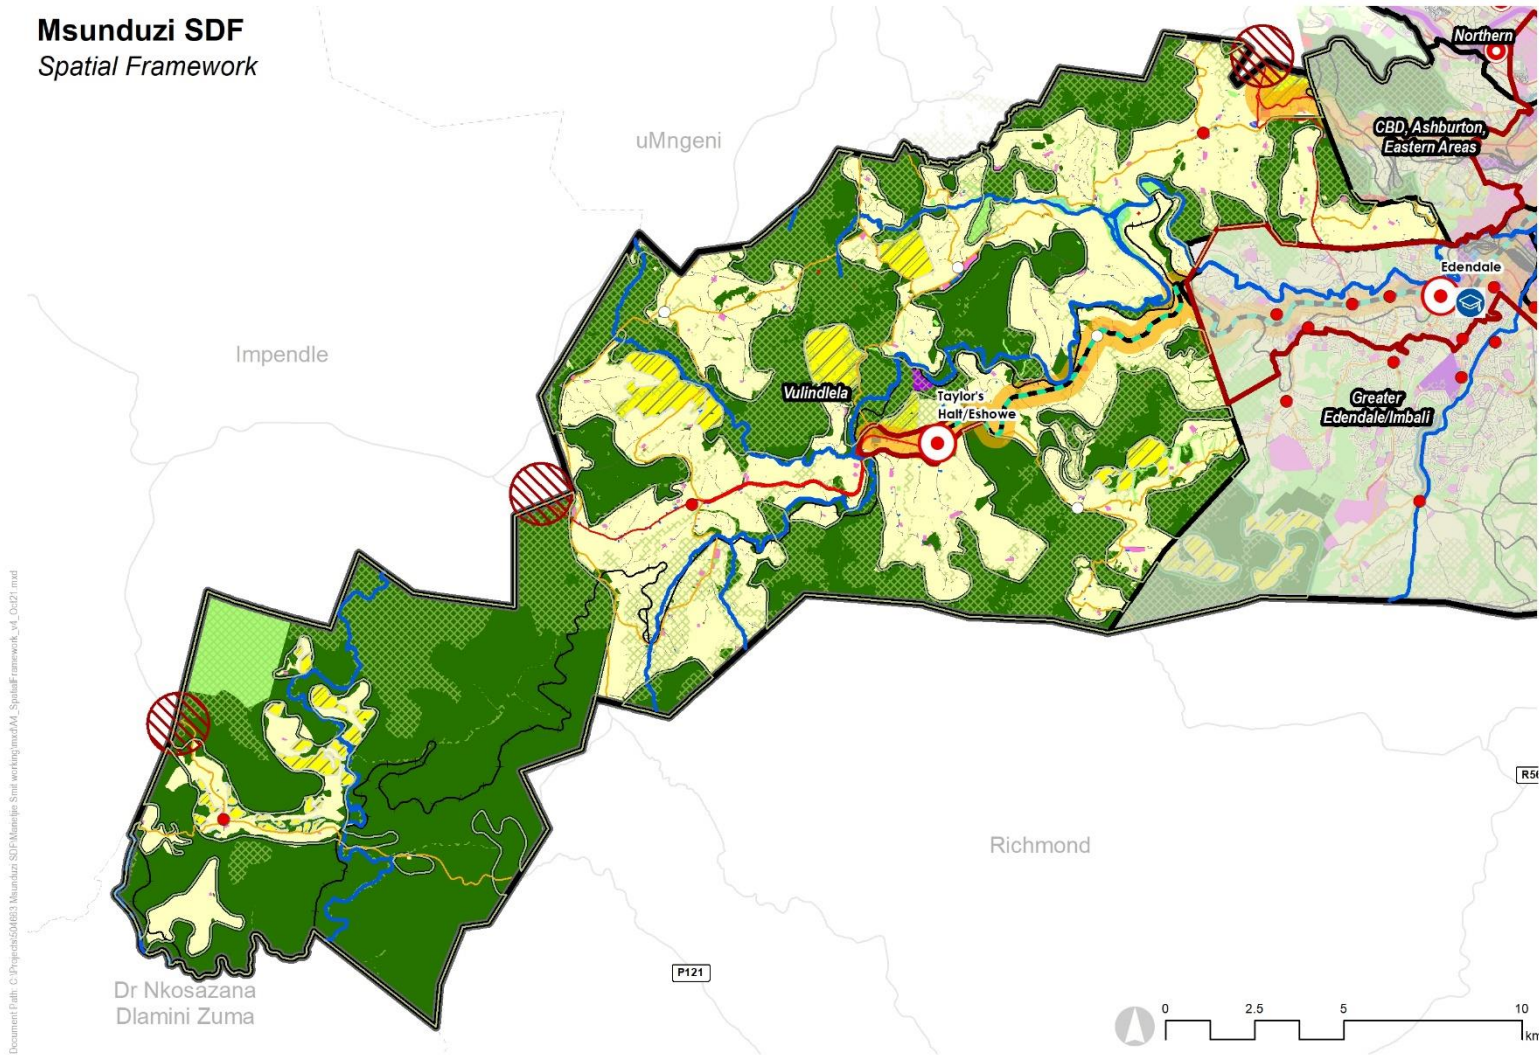 Msunduzi SDF
Spatial Framework
Northern
CBD, Ashburton,
Eastern Areas
uMngeni
Edendale
Impendle
Vulindlela
Taylor's
Halt/Eshowe
Greater
Edendale/Imbali
R56
Richmond
P121
Dr Nkosazana
Dlamini Zuma
0 2.5 5 10
km